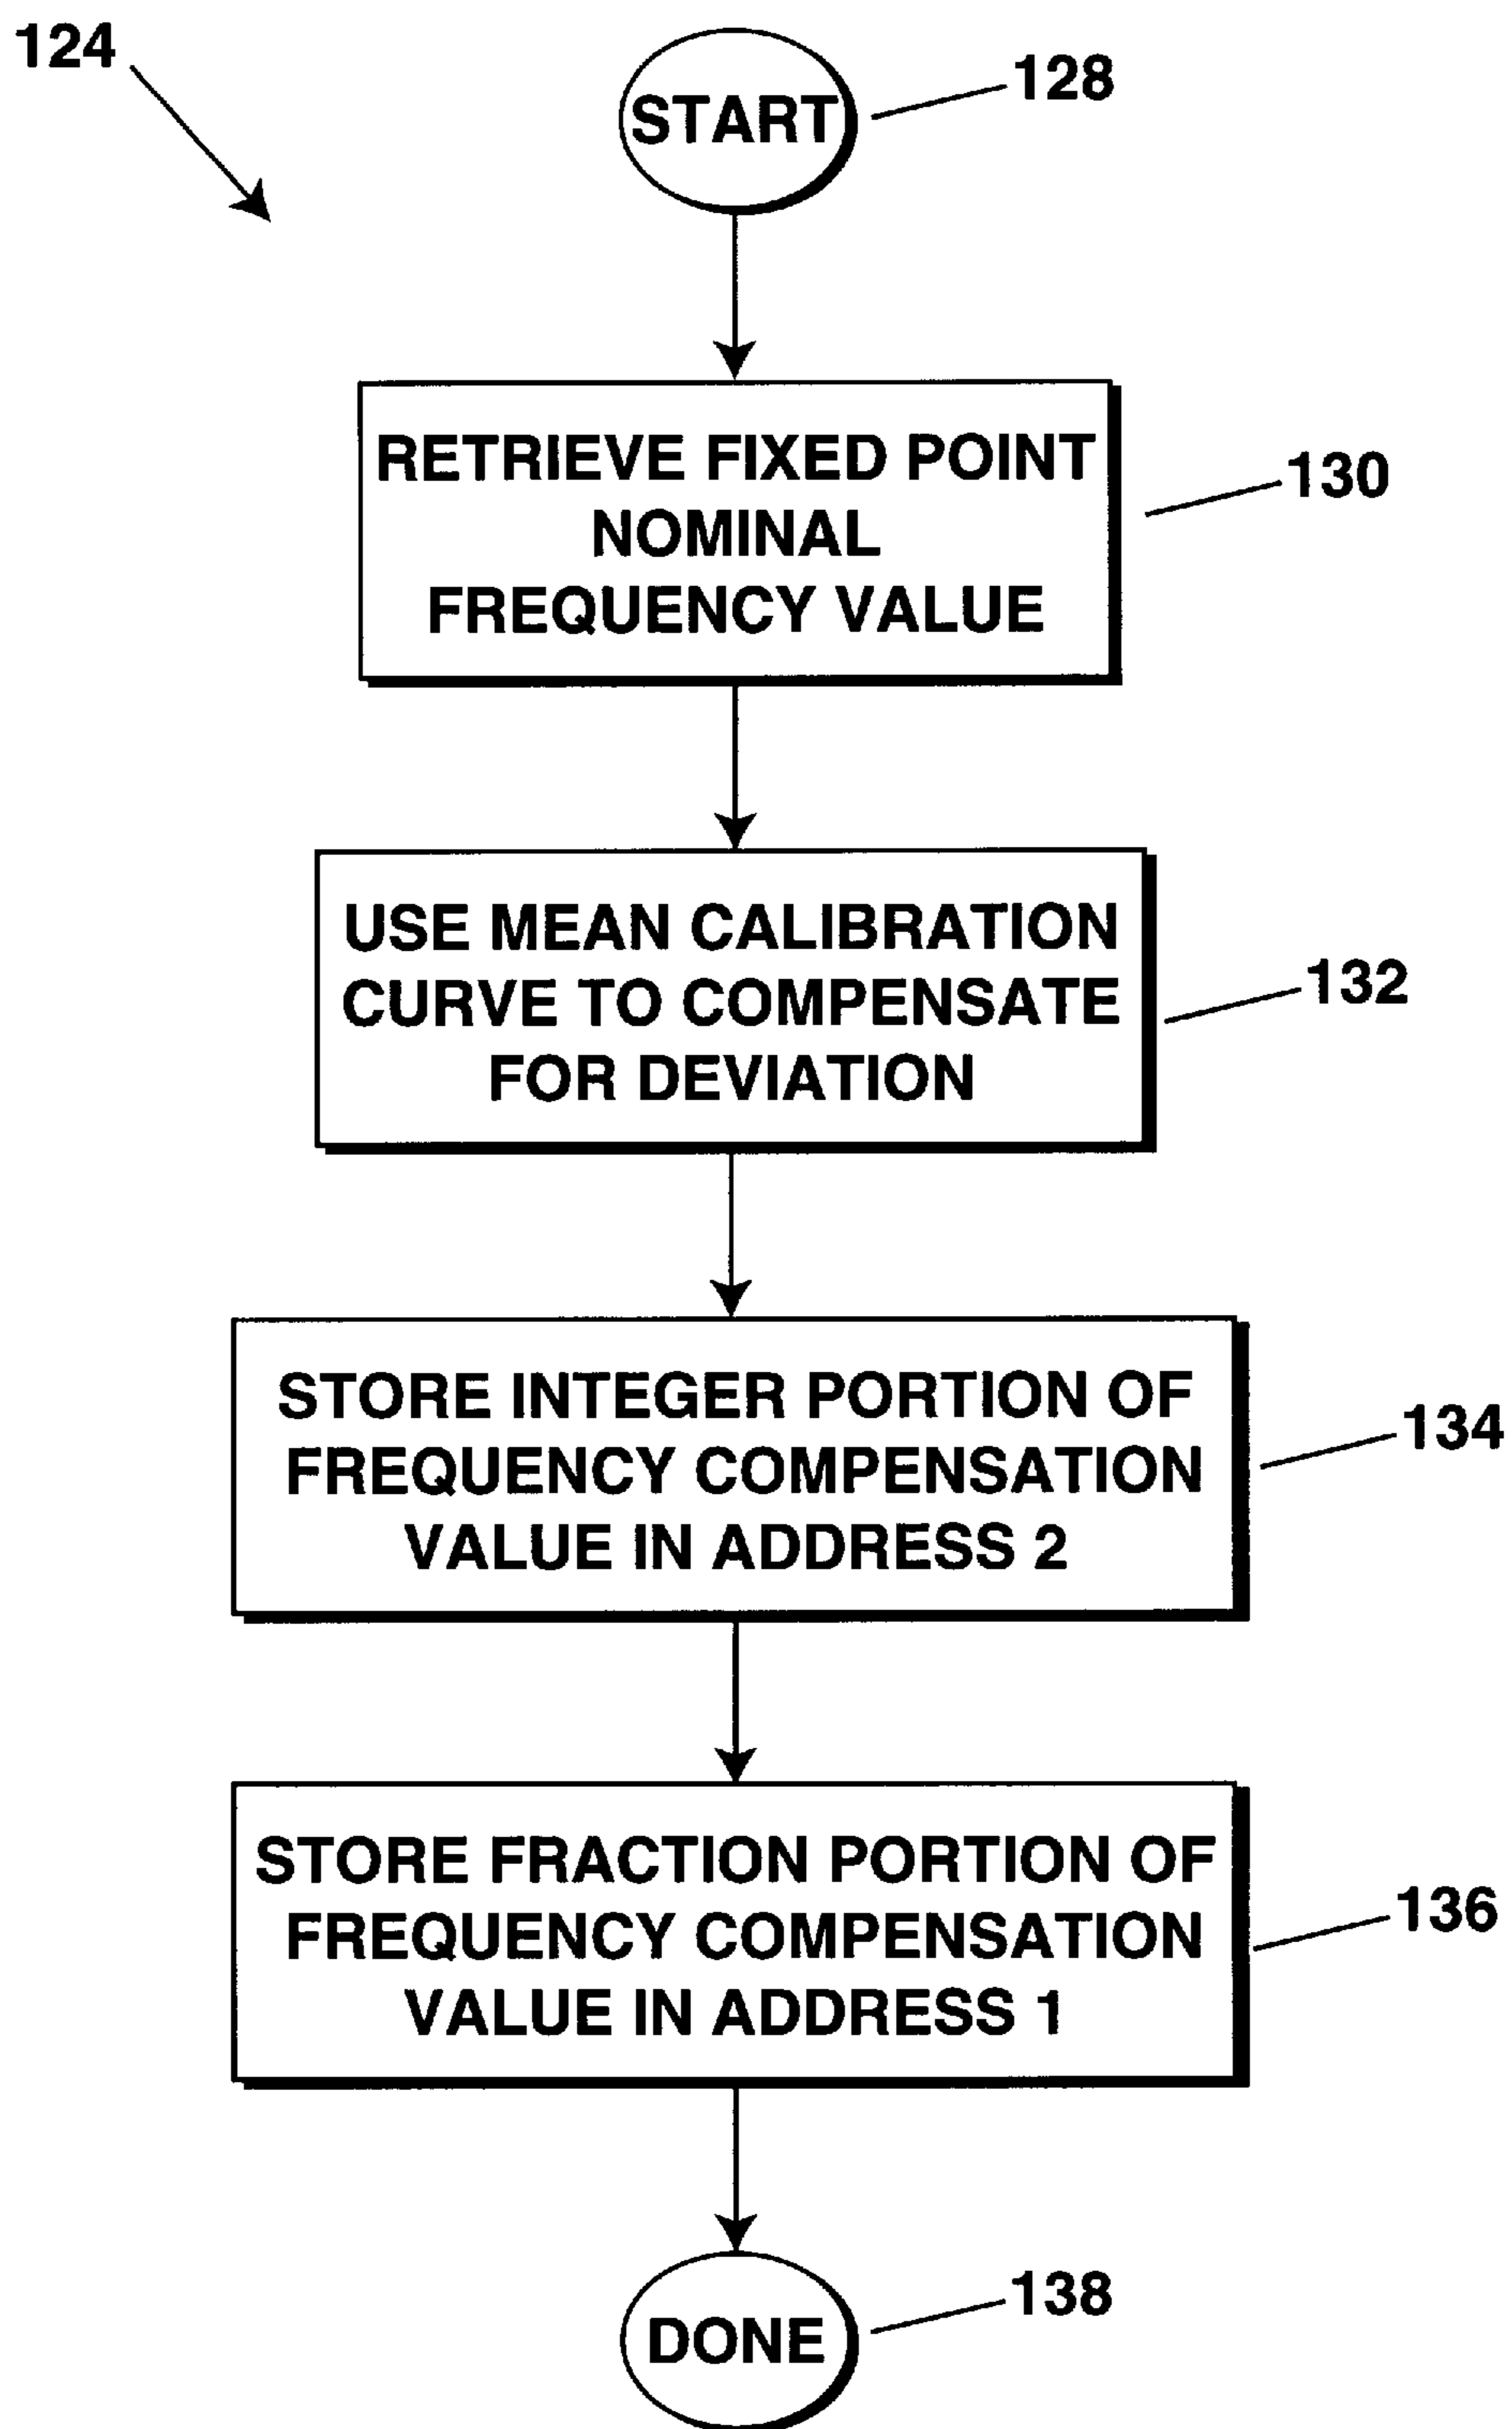 124
START
128
RETRIEVE FIXED POINT
NOMINAL
FREQUENCY VALUE
130
USE MEAN CALIBRATION
CURVE TO COMPENSATE
FOR DEVIATION
132
STORE INTEGER PORTION OF
FREQUENCY COMPENSATION
VALUE IN ADDRESS 2
134
STORE FRACTION PORTION OF
FREQUENCY COMPENSATION
VALUE IN ADDRESS 1
136
DONE
138